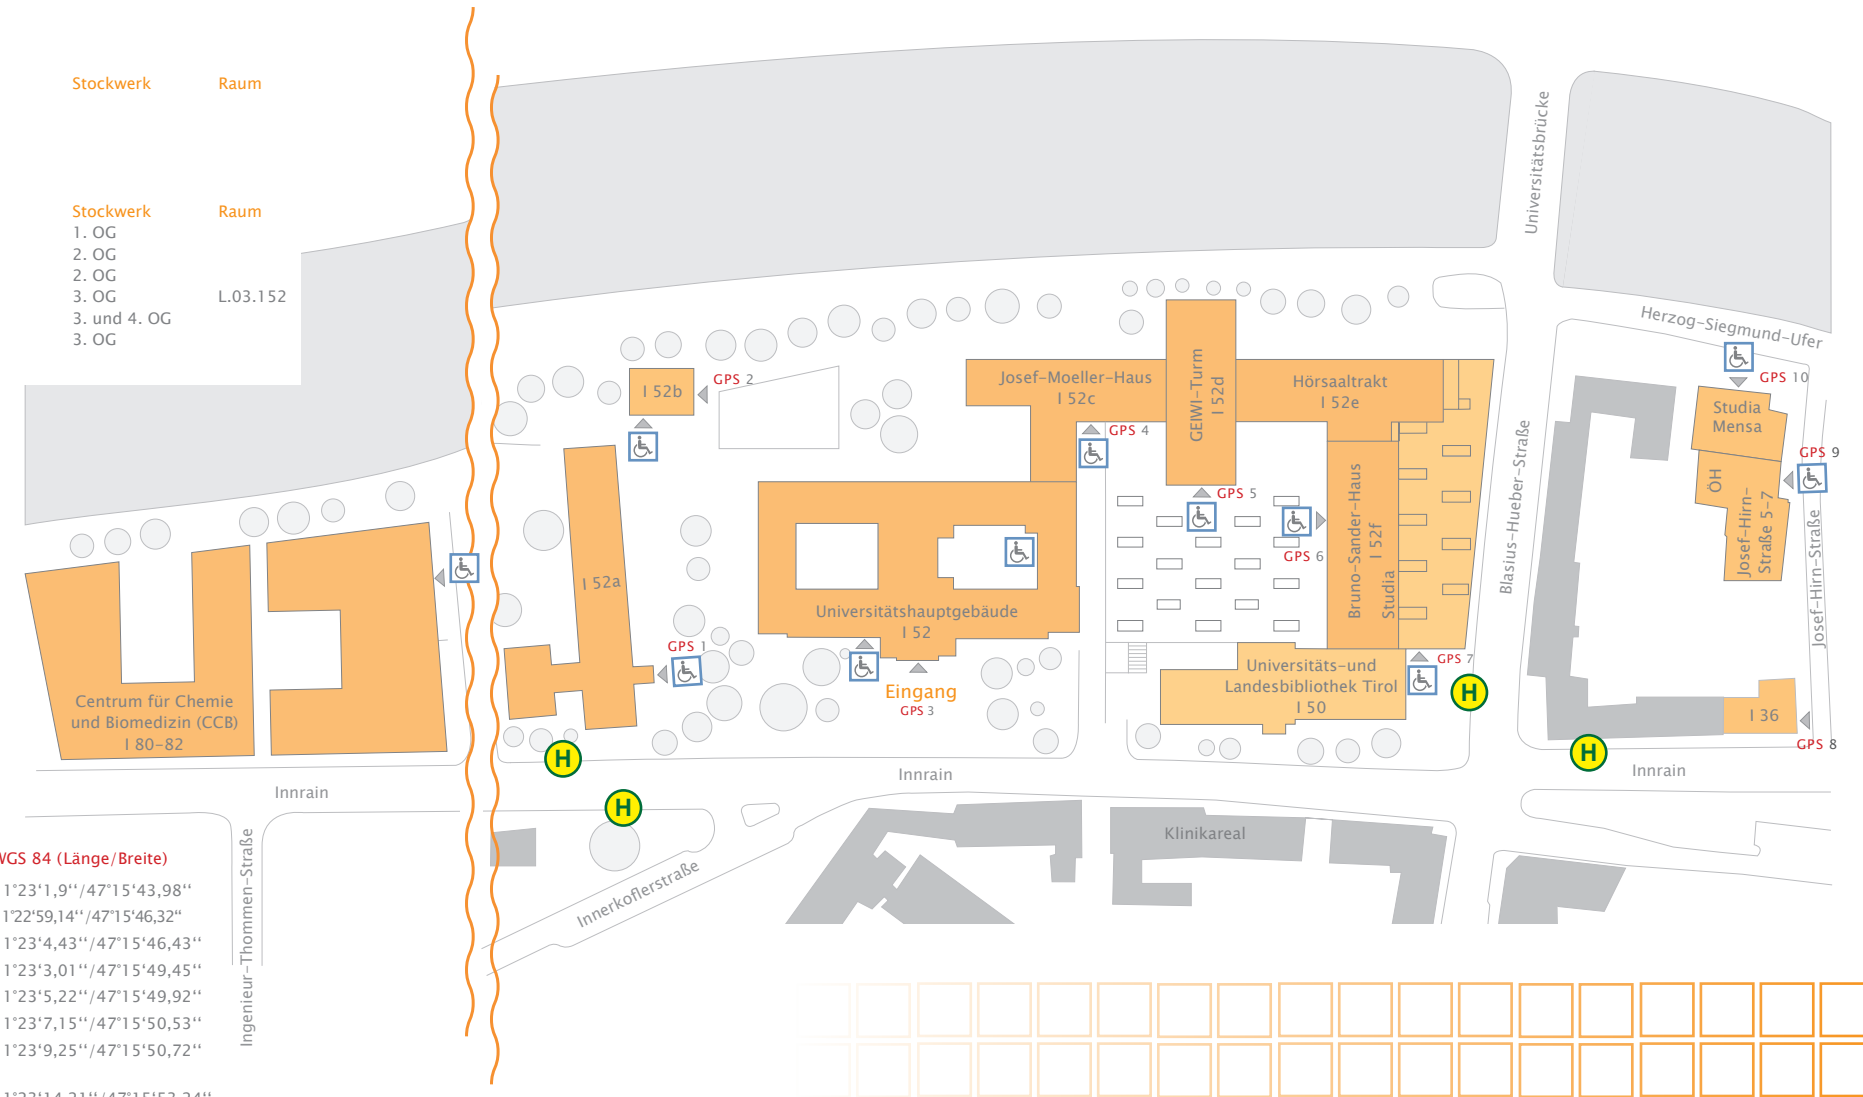 Stockwerk Raum
Stockwerk Raum
1. OG
2. OG
2. OG
3. OG L.03.152
3. und 4. OG
3. OG
Universitätsbrücke
Herzog-Siegmund-Ufer
I 52b
GPS 2
Josef-Moeller-Haus
I 52c
GEIWI-Turm
I 52d
Hörsaaltrakt
I 52e
GPS 4
GPS 5
GPS 6
Bruno-Sander-Haus
I 52f
Studia
Blasius-Hueber-Straße
GPS 10
Studia
Mensa
GPS 9
ÖH
Josef-Hirn-
Straße 5-7
Josef-Hirn-Straße
I 52a
GPS 1
Universitätshauptgebäude
I 52
Eingang
GPS 3
Universitäts-und
Landesbibliothek Tirol
I 50
GPS 7
H
I 36
GPS 8
H
Centrum für Chemie
und Biomedizin (CCB)
I 80-82
H
H
Innrain
Innrain
Innrain
Klinikareal
Innerkoflerstraße
Ingenieur-Thommen-Straße
WGS 84 (Länge/Breite)
1°23‘1,9‘‘/47°15‘43,98‘‘
1°22‘59,14‘‘/47°15‘46,32“
1°23‘4,43‘‘/47°15‘46,43‘‘
1°23‘3,01‘‘/47°15‘49,45‘‘
1°23‘5,22‘‘/47°15‘49,92‘‘
1°23‘7,15‘‘/47°15‘50,53‘‘
1°23‘9,25‘‘/47°15‘50,72‘‘